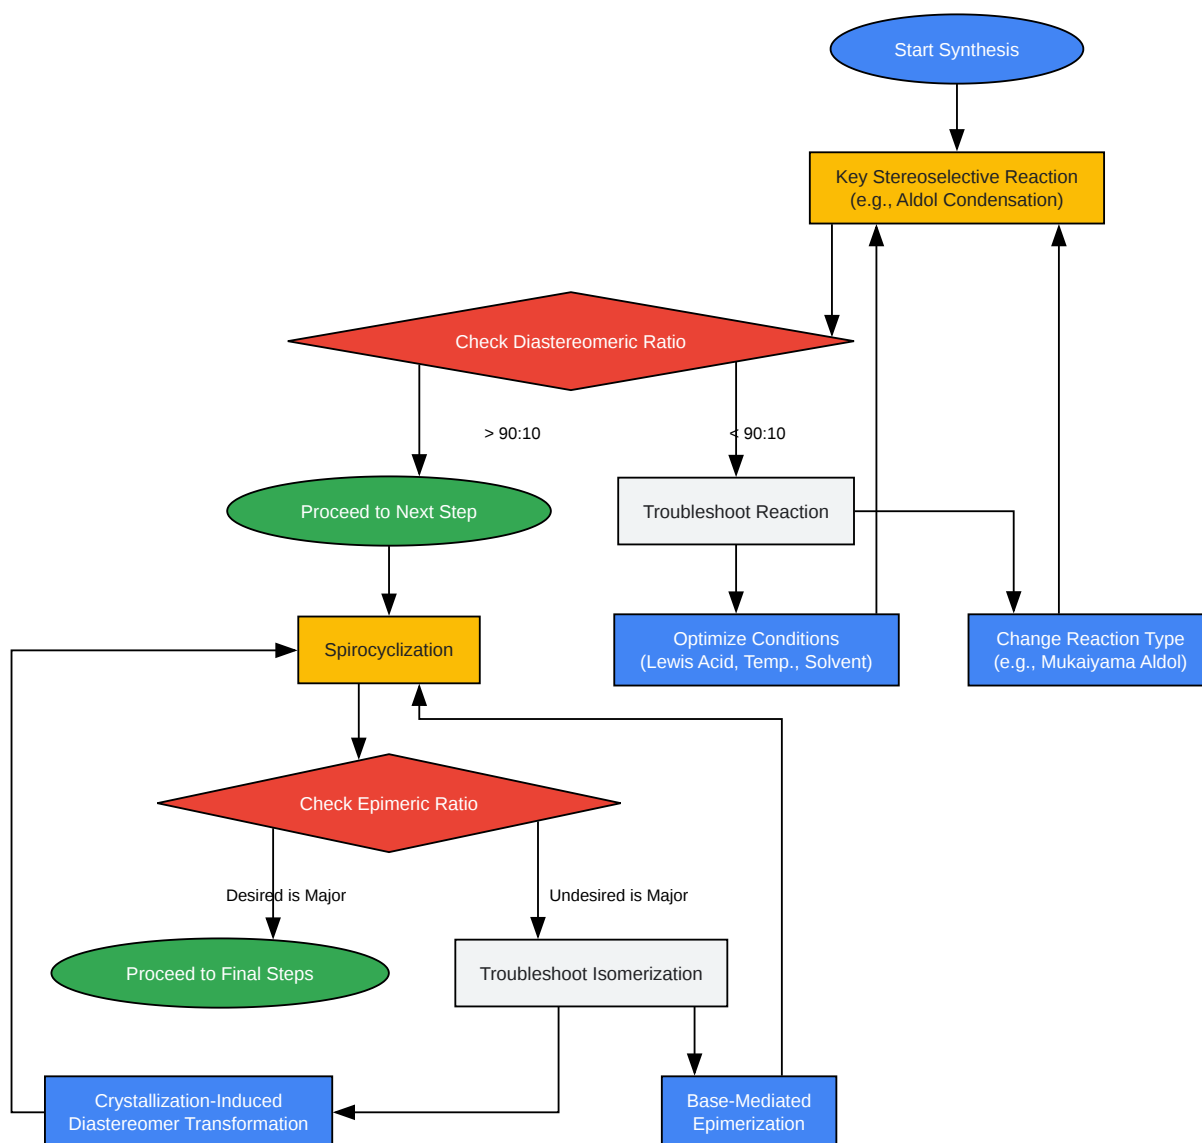 Start Synthesis
Key Stereoselective Reaction
(e.g., Aldol Condensation)
Check Diastereomeric Ratio
> 90:10
< 90:10
Proceed to Next Step
Troubleshoot Reaction
Optimize Conditions
(Lewis Acid, Temp., Solvent)
Change Reaction Type
(e.g., Mukaiyama Aldol)
Spirocyclization
Check Epimeric Ratio
Desired is Major
Undesired is Major
Proceed to Final Steps
Troubleshoot Isomerization
Crystallization-Induced
Diastereomer Transformation
Base-Mediated
Epimerization